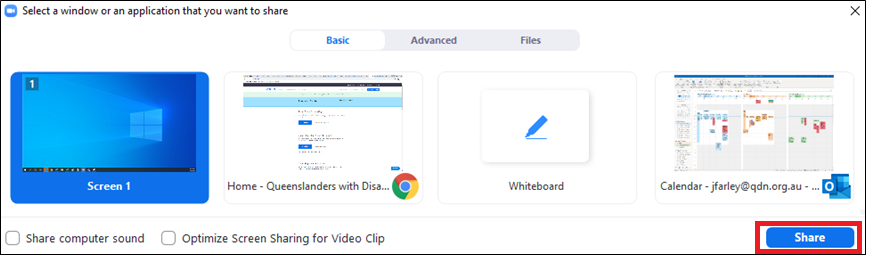 Select a window or an application that you want to share
Basic Advanced Files
1
Screen 1
Home - Queenslanders with Disa...
Whiteboard
Calendar - jfarley@qdn.org.au - ...
Share computer sound
Optimize Screen Sharing for Video Clip
Share